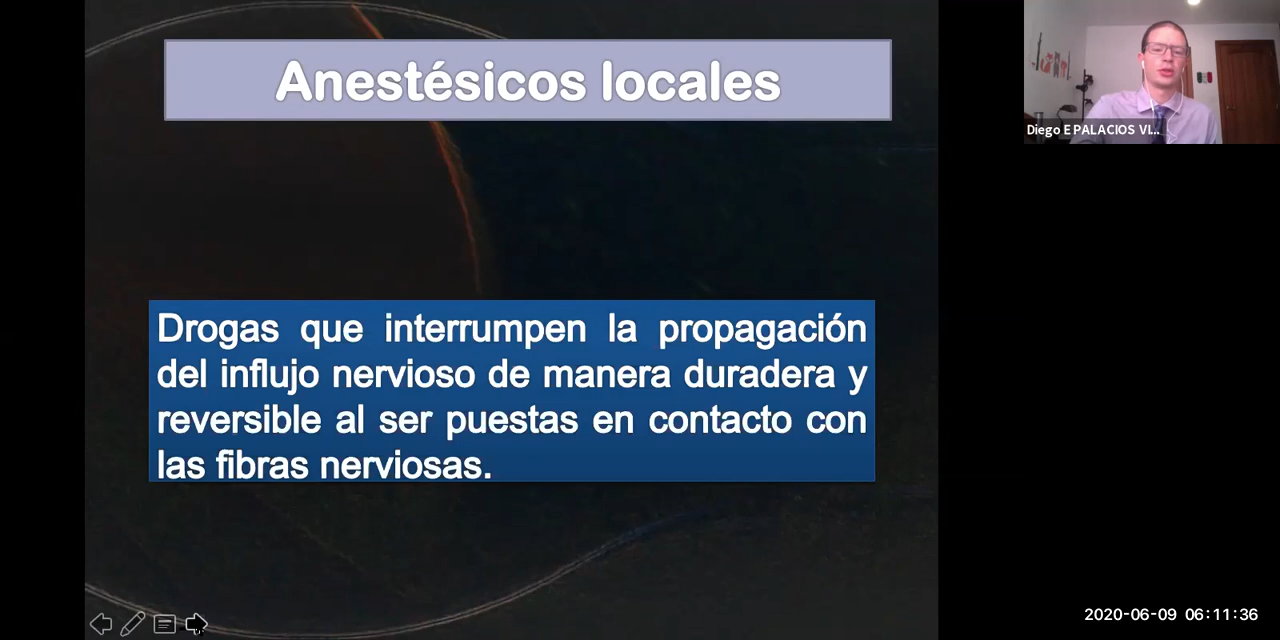 Anestésicos locales
Drogas que interrumpen la propagación
del influjo nervioso de manera duradera y
reversible al ser puestas en contacto con
las fibras nerviosas.
Diego E PALACIOS VI...
2020-06-09 06:11:36